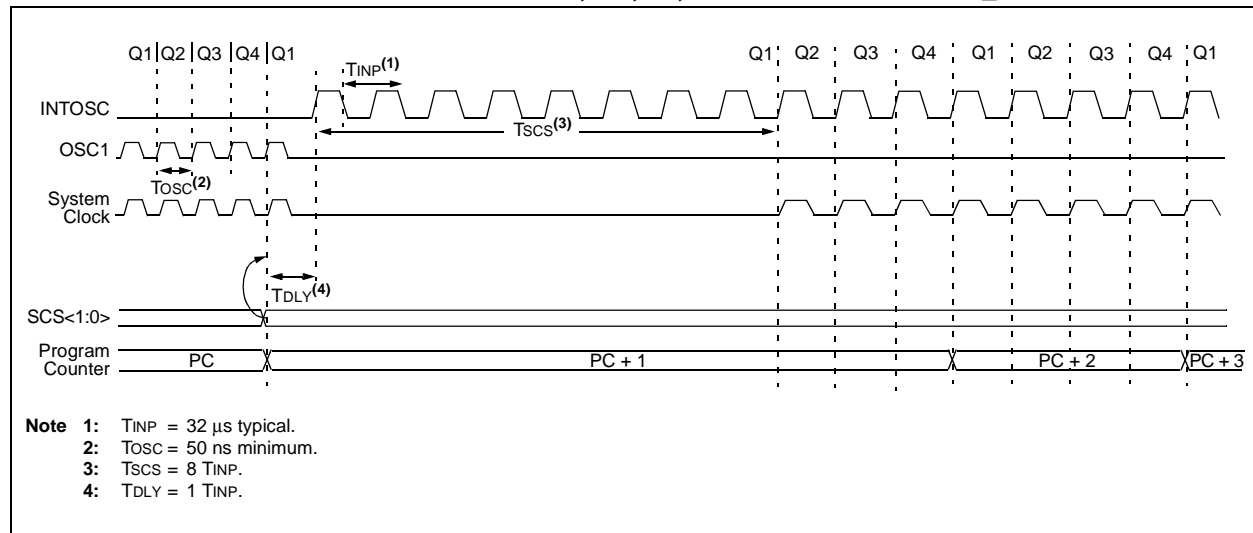 Q1 Q2 Q3 Q4 Q1
Q1 Q2 Q3 Q4 Q1 Q2 Q3 Q4 Q1
TINP(1)
INTOSC
TSCS(3)
OSC1
TOSC(2)
System
Clock
TDLY(4)
SCS<1:0>
Program
Counter
PC
PC + 1
PC + 2
PC + 3
Note 1: TINP = 32 μs typical.
2: TOSC = 50 ns minimum.
3: TSCS = 8 TINP.
4: TDLY = 1 TINP.